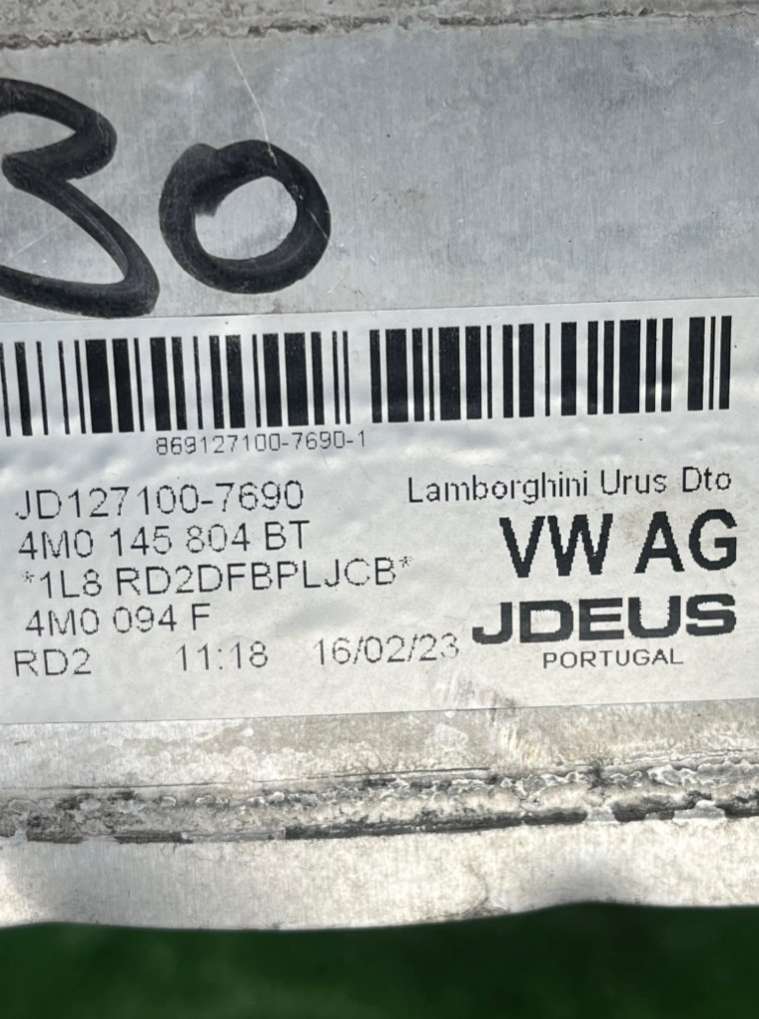 30
869127100-7690-1
JD127100-7690
Lamborghini Urus Dto
4M0 145 804 BT
VW AG
*1L8 RD2DFBPLJCB*
4M0 094 F
JDEUS
RD2 11:18 16/02/23
PORTUGAL